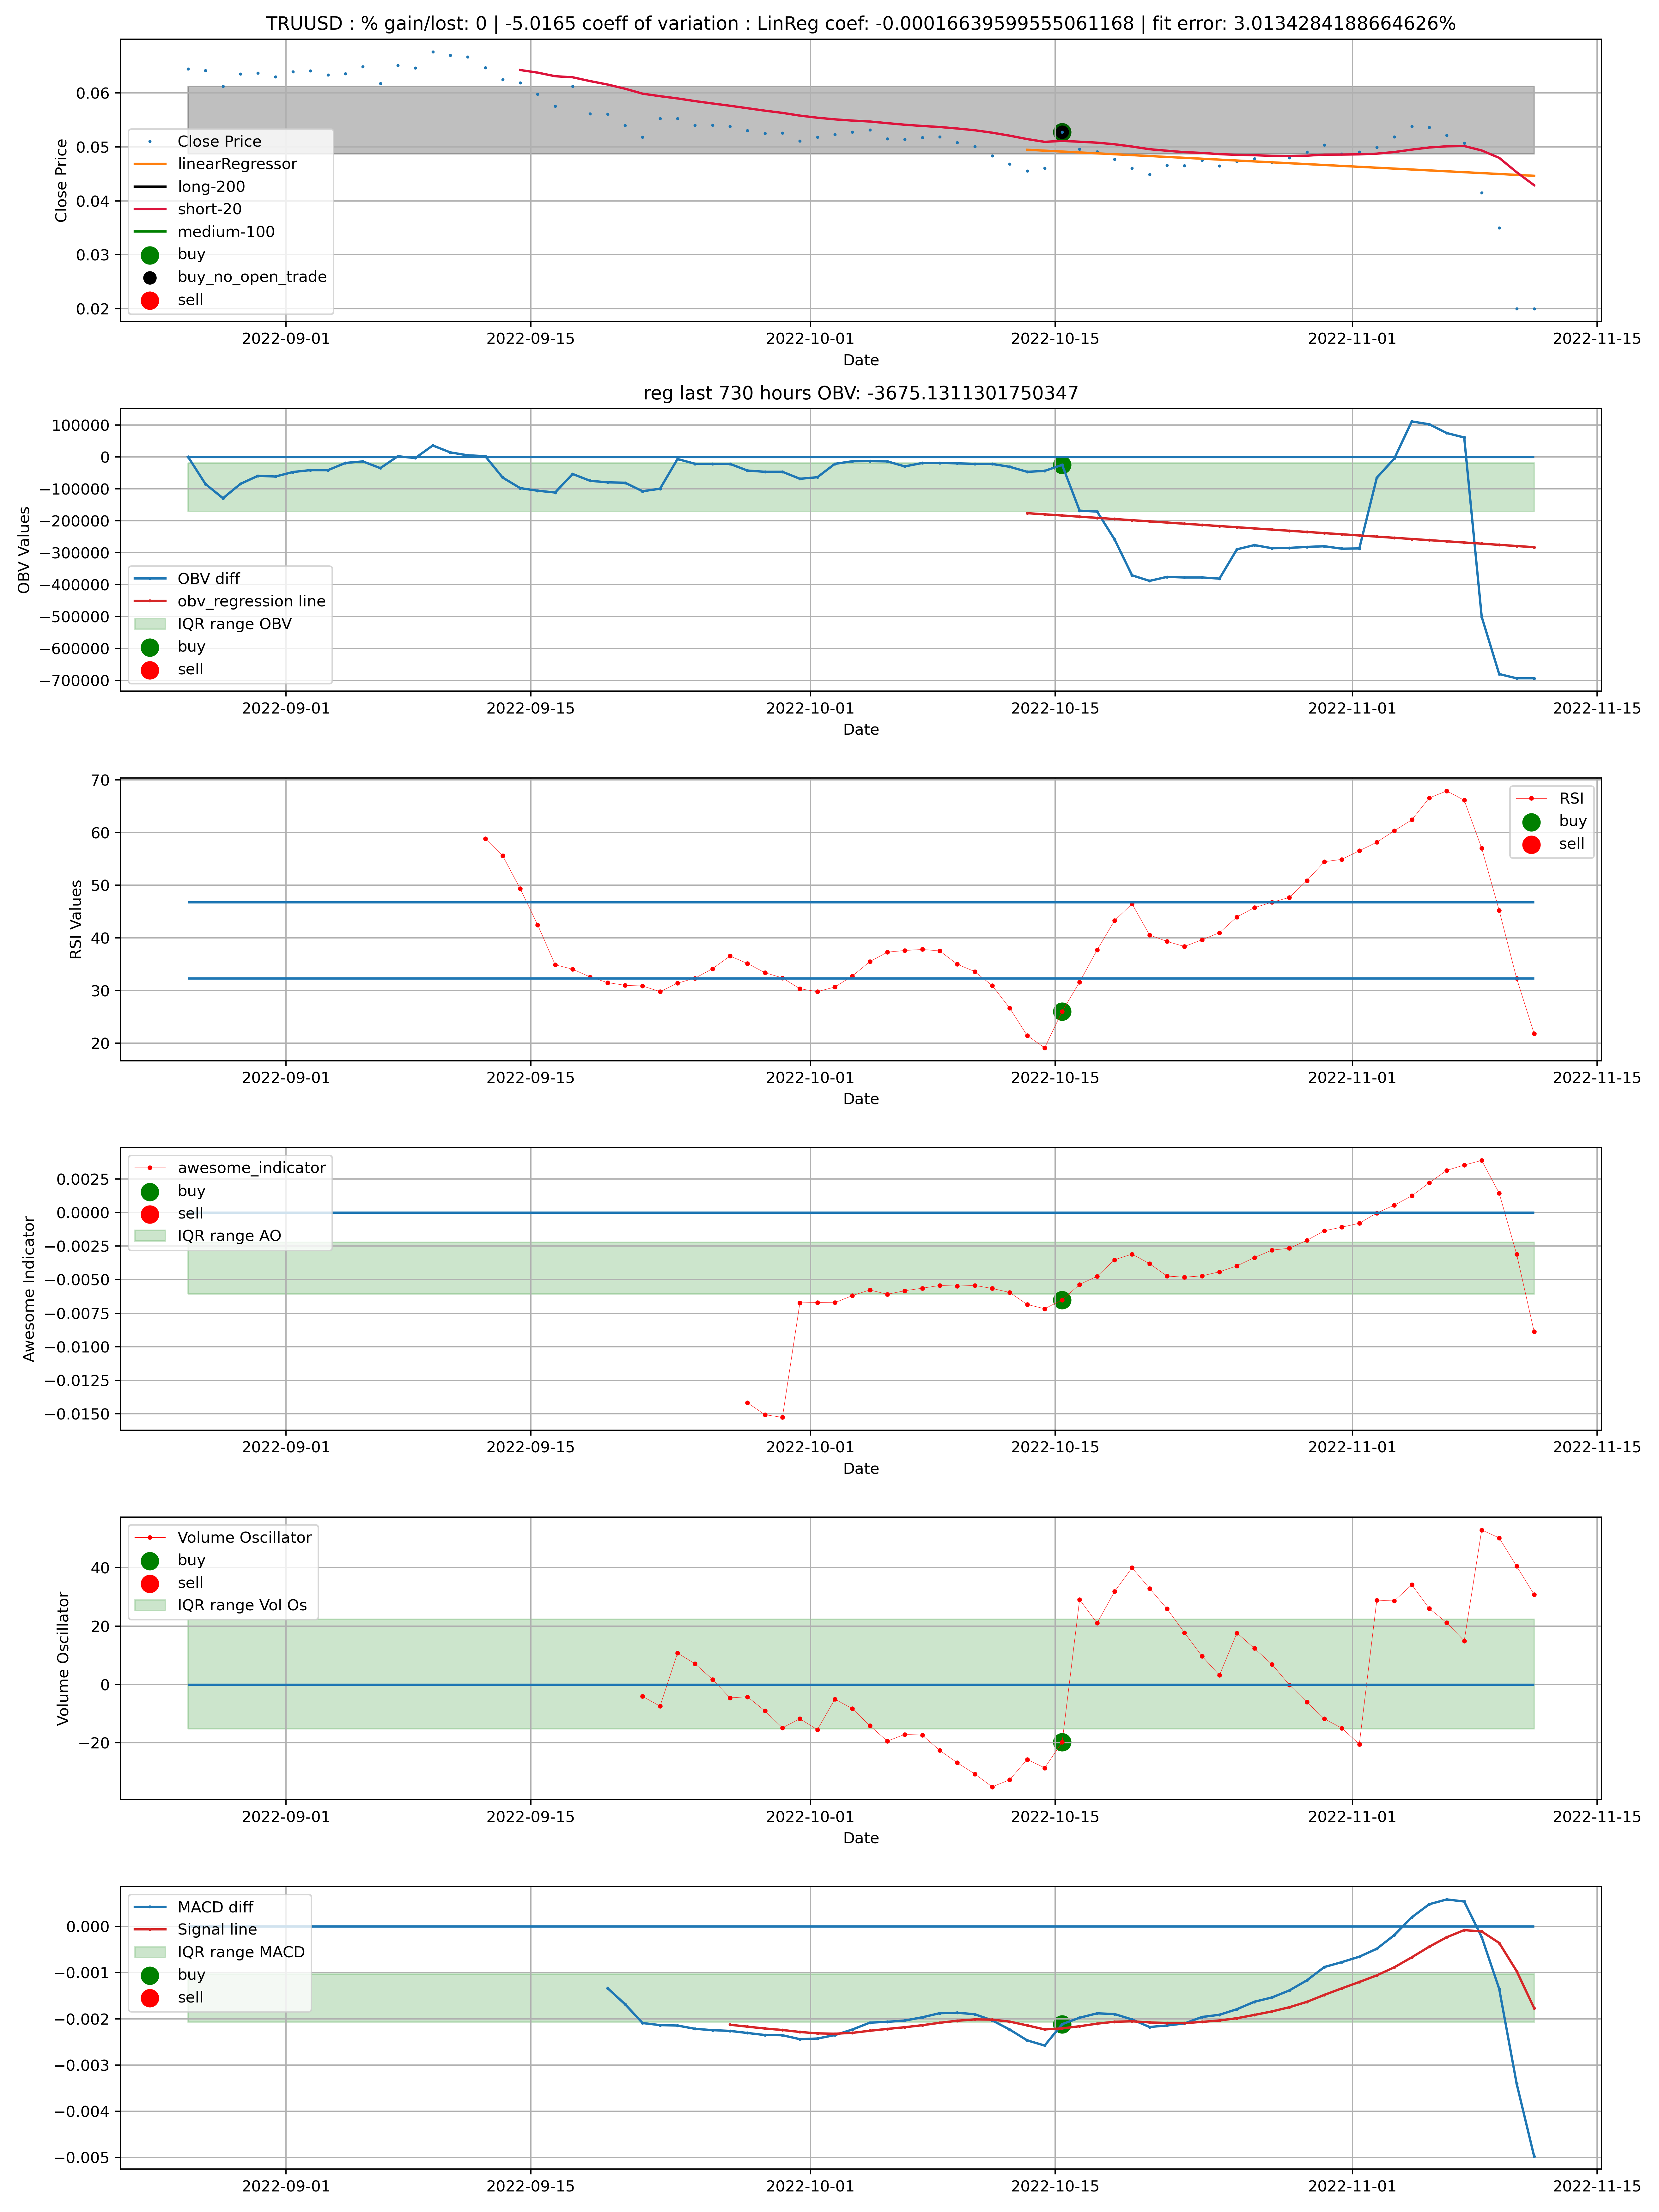 TRUUSD : % gain/lost: 0 | -5.0165 coeff of variation : LinReg coef: -0.00016639599555061168 | fit error: 3.0134284188664626%
Close Price
0.06
0.05
0.04
0.03
0.02
Close Price
linearRegressor
long-200
short-20
medium-100
buy
buy_no_open_trade
sell
2022-09-01 2022-09-15 2022-10-01 2022-10-15 2022-11-01 2022-11-15
Date
reg last 730 hours OBV: -3675.1311301750347
OBV Values
100000
0
−100000
−200000
−300000
−400000
−500000
−600000
−700000
OBV diff
obv_regression line
IQR range OBV
buy
sell
2022-09-01 2022-09-15 2022-10-01 2022-10-15 2022-11-01 2022-11-15
Date
RSI Values
70
60
50
40
30
20
RSI
buy
sell
2022-09-01 2022-09-15 2022-10-01 2022-10-15 2022-11-01 2022-11-15
Date
Awesome Indicator
0.0025
0.0000
−0.0025
−0.0050
−0.0075
−0.0100
−0.0125
−0.0150
awesome_indicator
buy
sell
IQR range AO
2022-09-01 2022-09-15 2022-10-01 2022-10-15 2022-11-01 2022-11-15
Date
Volume Oscillator
40
20
0
−20
Volume Oscillator
buy
sell
IQR range Vol Os
2022-09-01 2022-09-15 2022-10-01 2022-10-15 2022-11-01 2022-11-15
Date
0.000
−0.001
−0.002
−0.003
−0.004
−0.005
MACD diff
Signal line
IQR range MACD
buy
sell
2022-09-01 2022-09-15 2022-10-01 2022-10-15 2022-11-01 2022-11-15